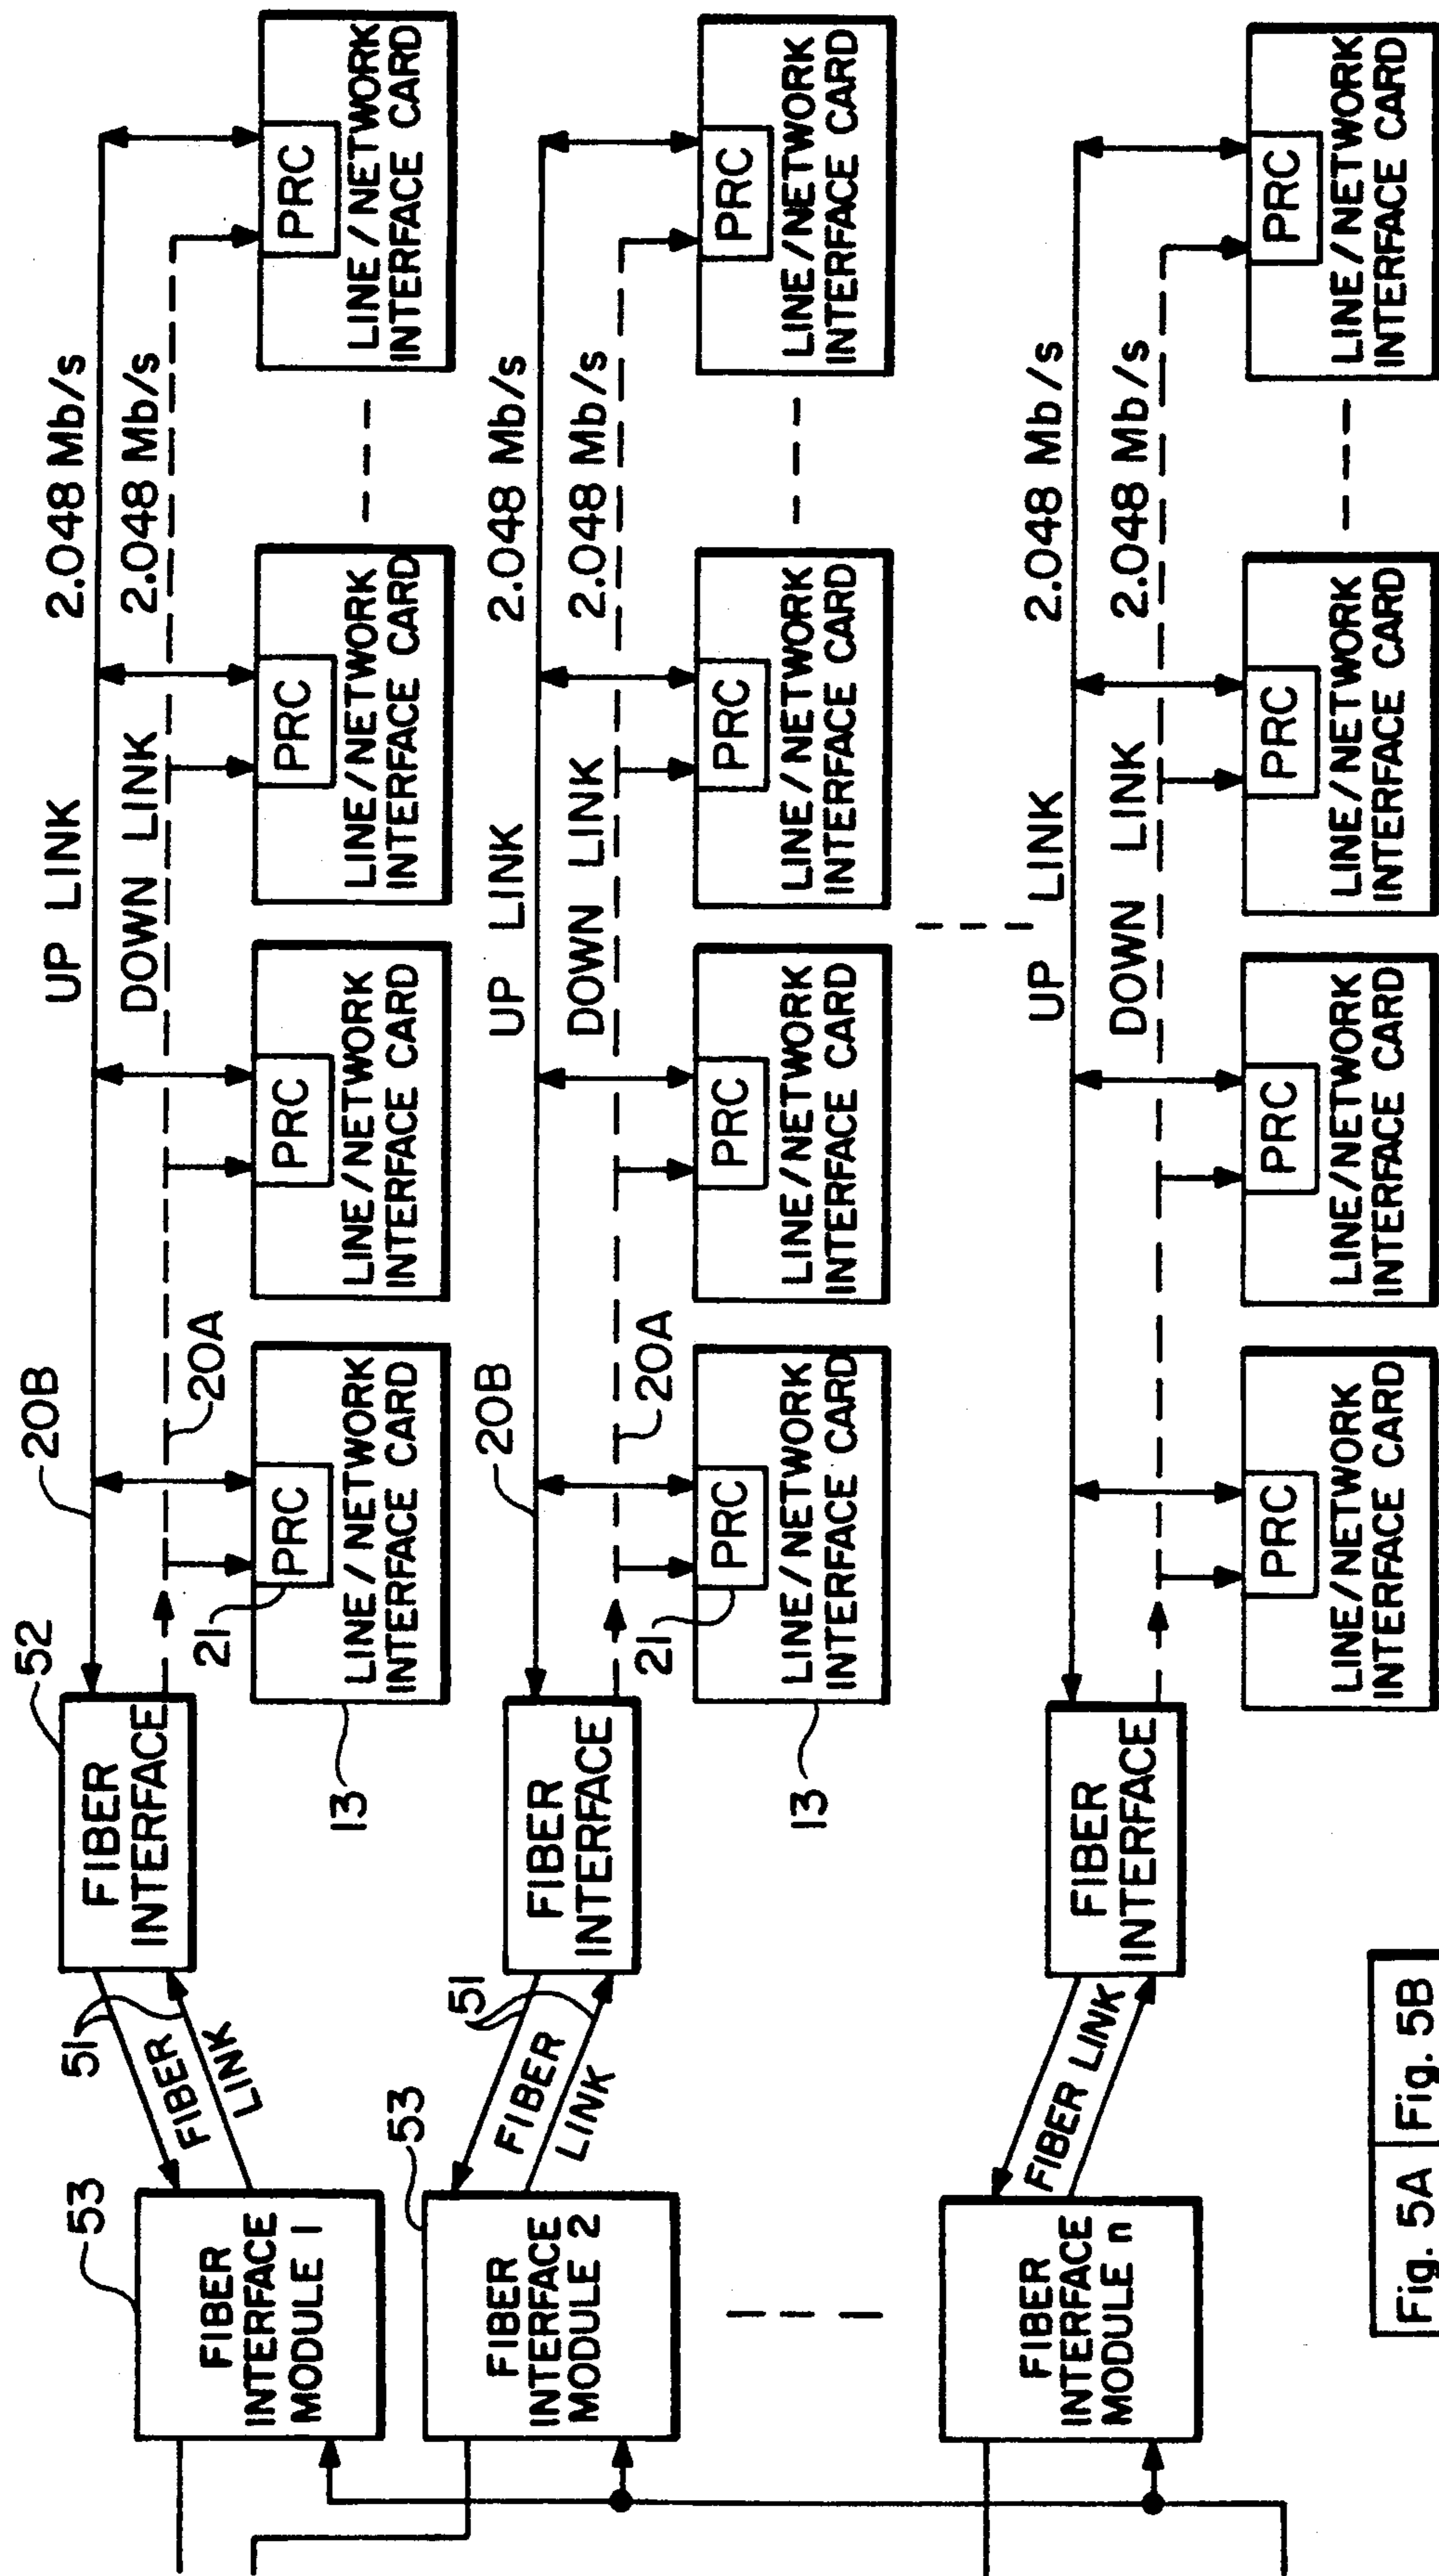 53
FIBER
INTERFACE
MODULE 1
51
FIBER
LINK
52
FIBER
INTERFACE
20B
UP LINK 2.048 Mb/s
DOWN LINK 2.048 Mb/s
20A
21
13
PRC
LINE/NETWORK
INTERFACE CARD
PRC
LINE/NETWORK
INTERFACE CARD
PRC
LINE/NETWORK
INTERFACE CARD
PRC
LINE/NETWORK
INTERFACE CARD
53
FIBER
INTERFACE
MODULE 2
51
FIBER
LINK
FIBER
INTERFACE
20B
UP LINK 2.048 Mb/s
DOWN LINK 2.048 Mb/s
20A
21
13
PRC
LINE/NETWORK
INTERFACE CARD
PRC
LINE/NETWORK
INTERFACE CARD
PRC
LINE/NETWORK
INTERFACE CARD
PRC
LINE/NETWORK
INTERFACE CARD
FIBER
INTERFACE
MODULE n
FIBER LINK
FIBER
INTERFACE
UP LINK 2.048 Mb/s
DOWN LINK 2.048 Mb/s
PRC
LINE/NETWORK
INTERFACE CARD
PRC
LINE/NETWORK
INTERFACE CARD
PRC
LINE/NETWORK
INTERFACE CARD
PRC
LINE/NETWORK
INTERFACE CARD
Fig. 5A Fig. 5B